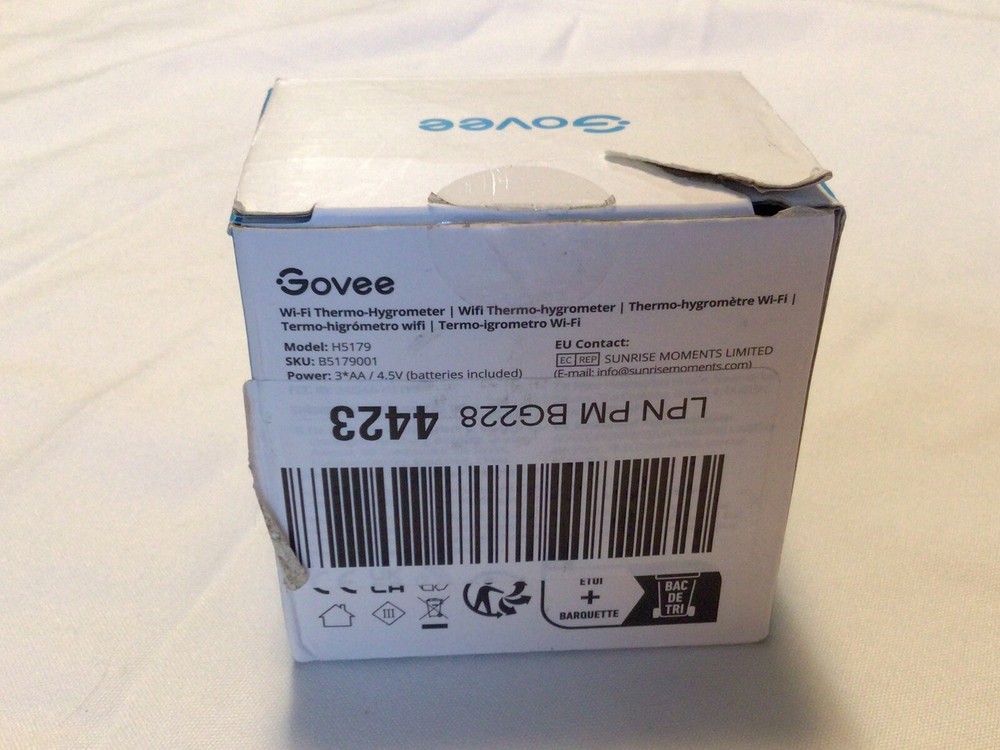 Govee
Govee
Wi-Fi Thermo-Hygrometer | Wifi Thermo-hygrometer | Thermo-hygromètre Wi-Fi |
Termo-higrómetro wifi | Termo-igrometro Wi-Fi
Model: H5179
SKU: B5179001
Power: 3*AA / 4.5V (batteries included)
EU Contact:
EC REP SUNRISE MOMENTS LIMITED
(E-mail: info@sunrisemoments.com)
LPN PM BG228 4423
ETUI
+
BARQUETTE
BAC
DE
TRI
III